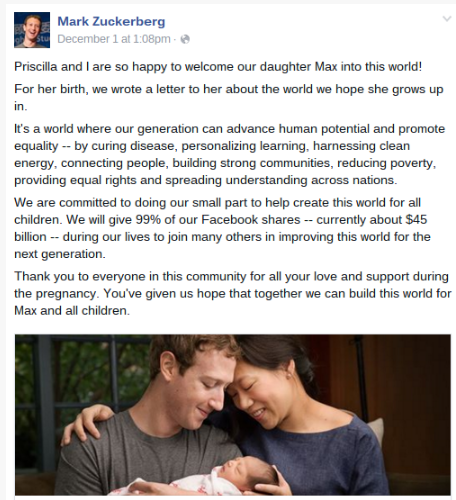 Mark Zuckerberg
December 1 at 1:08pm ·
Priscilla and I are so happy to welcome our daughter Max into this world!
For her birth, we wrote a letter to her about the world we hope she grows up
in.
It's a world where our generation can advance human potential and promote
equality -- by curing disease, personalizing learning, harnessing clean
energy, connecting people, building strong communities, reducing poverty,
providing equal rights and spreading understanding across nations.
We are committed to doing our small part to help create this world for all
children. We will give 99% of our Facebook shares -- currently about $45
billion -- during our lives to join many others in improving this world for the
next generation.
Thank you to everyone in this community for all your love and support during
the pregnancy. You've given us hope that together we can build this world for
Max and all children.